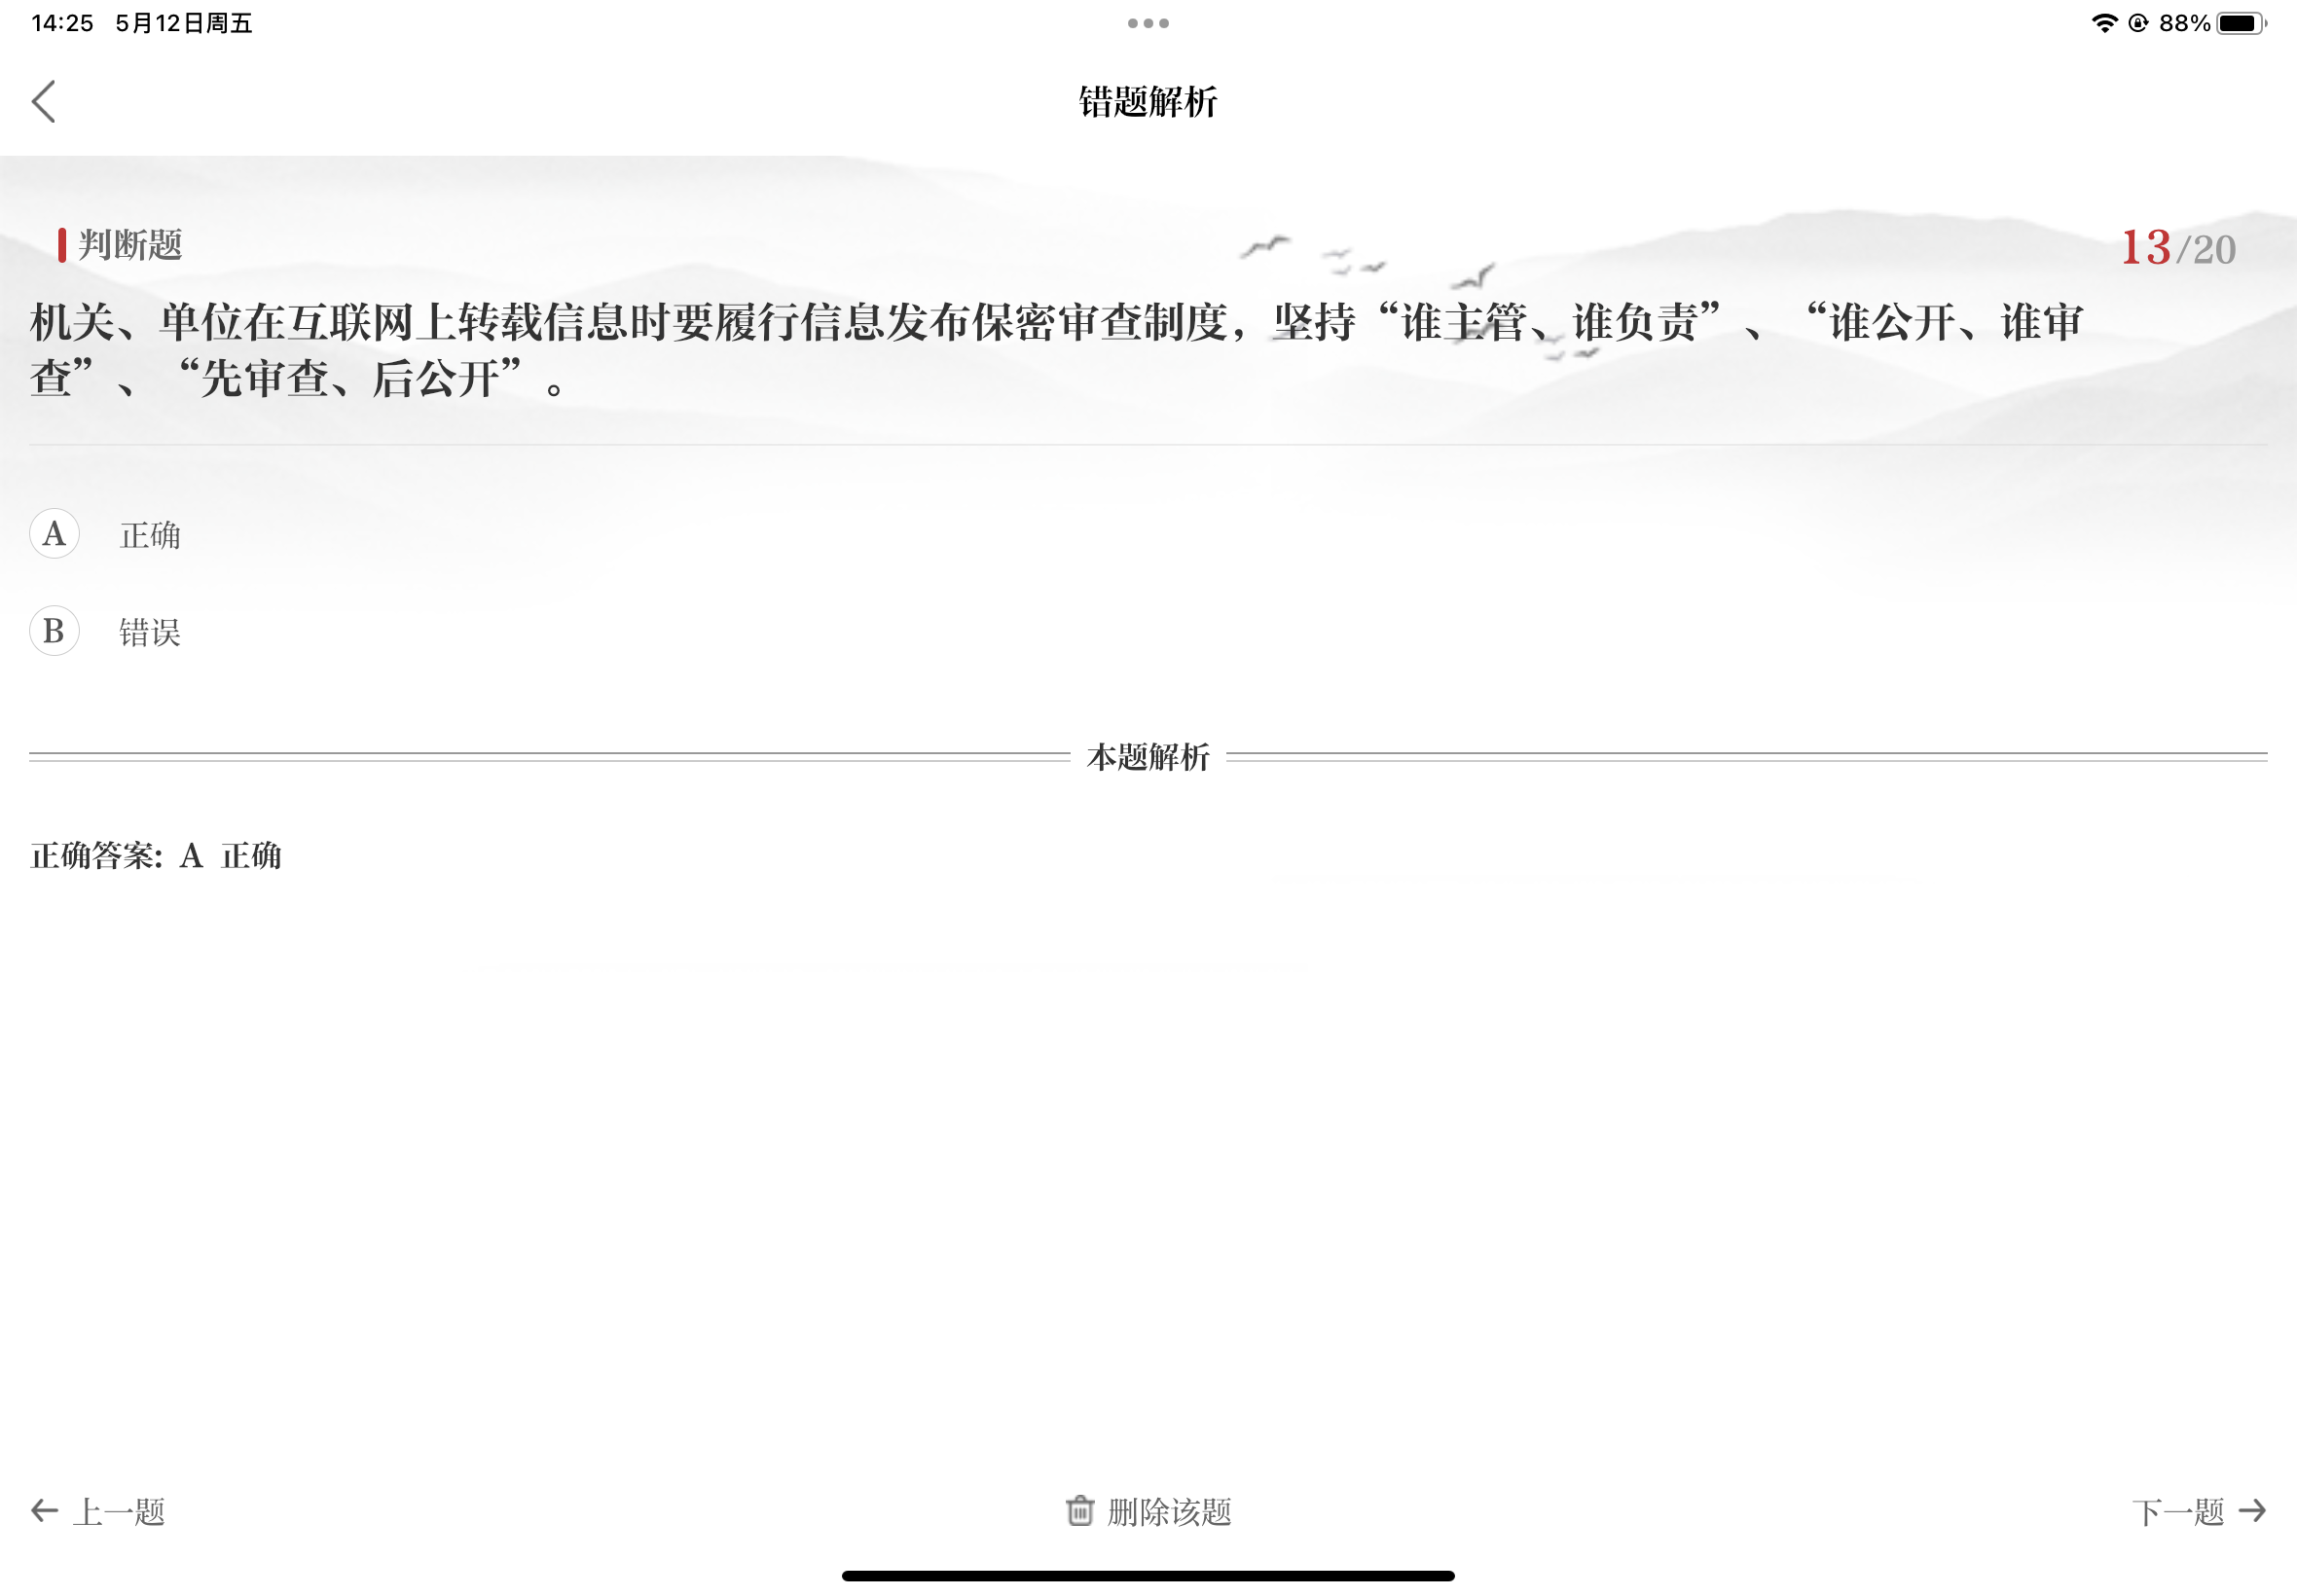 14:25 5月12日周五
88%
错题解析
判断题
13/20
机关、单位在互联网上转载信息时要履行信息发布保密审查制度，坚持“谁主管、谁负责”、“谁公开、谁审
查”、“先审查、后公开”。
A 正确
B 错误
本题解析
正确答案: A 正确
上一题
删除该题
下一题